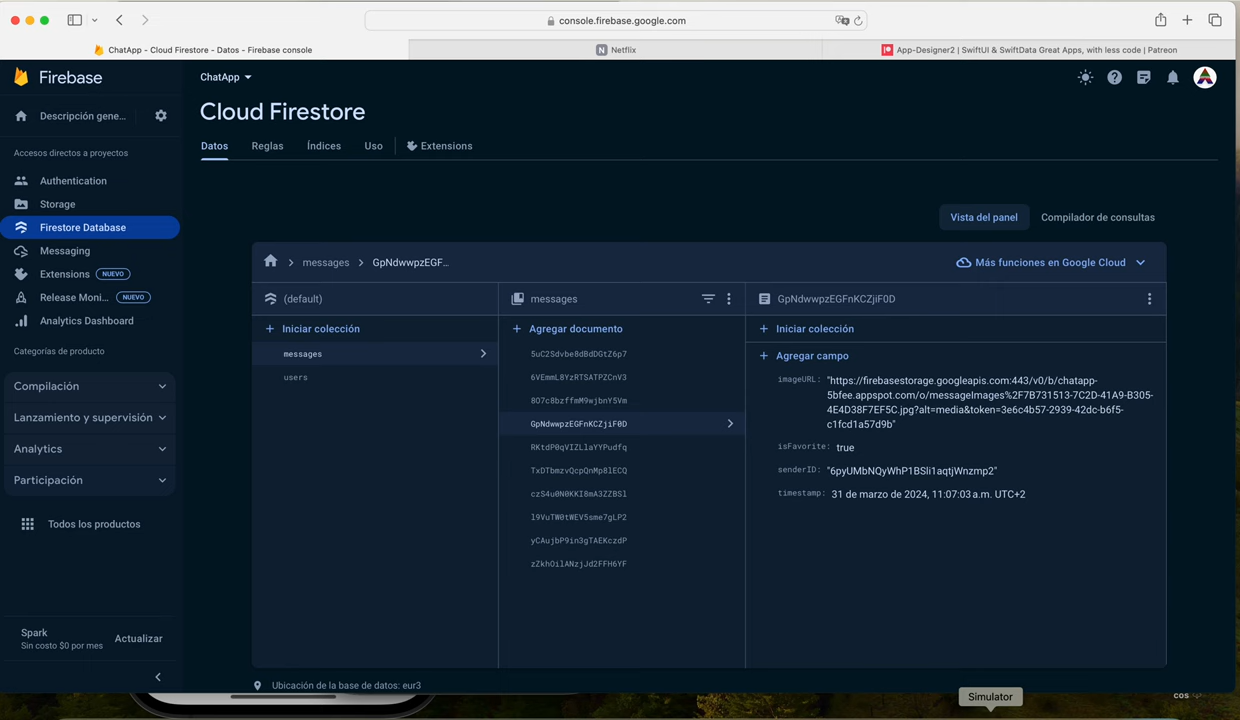 console.firebase.google.com
ChatApp - Cloud Firestore - Datos - Firebase console
N Netflix
App-Designer2 | SwiftUI & SwiftData Great Apps, with less code | Patreon
Firebase
ChatApp
Descripción gene...
Cloud Firestore
Accesos directos a proyectos
Datos
Reglas
Índices
Uso
Extensions
Authentication
Storage
Firestore Database
Messaging
Extensions NUEVO
Release Moni... NUEVO
Analytics Dashboard
Categorías de producto
Compilación
Lanzamiento y supervisión
Analytics
Participación
Todos los productos
Spark
Sin costo $0 por mes
Actualizar
Vista del panel
Compilador de consultas
messages
GpNdwwpzEGF...
Más funciones en Google Cloud
(default)
Iniciar colección
messages
users
messages
Agregar documento
5uC2Sdvbe8dBdDGtZ6p7
6VEmmL8YzRTSATPZCnV3
8O7c8bzffmM9wjbnY5Vm
GpNdwwpzEGFnKCZjiF0D
RKtdP0qVIZLlaYYPudfq
TxDTbmzvQcpQnMp8lECQ
czS4u0N0KKI8mA3ZZBSl
l9VuTW0tWEV5sme7gLP2
yCAujbP9in3gTAEKczdP
zZkhOilANzjJd2FFH6YF
GpNdwwpzEGFnKCZjiF0D
Iniciar colección
Agregar campo
imageURL: "https://firebasestorage.googleapis.com:443/v0/b/chatapp-
5bfee.appspot.com/o/messageImages%2F7B731513-7C2D-41A9-B305-
4E4D38F7EF5C.jpg?alt=media&token=3e6c4b57-2939-42dc-b6f5-
c1fcd1a57d9b"
isFavorite: true
senderID: "6pyUMbNQyWhP1BSli1aqtjWnzmp2"
timestamp: 31 de marzo de 2024, 11:07:03 a.m. UTC+2
Ubicación de la base de datos: eur3
Simulator
cos